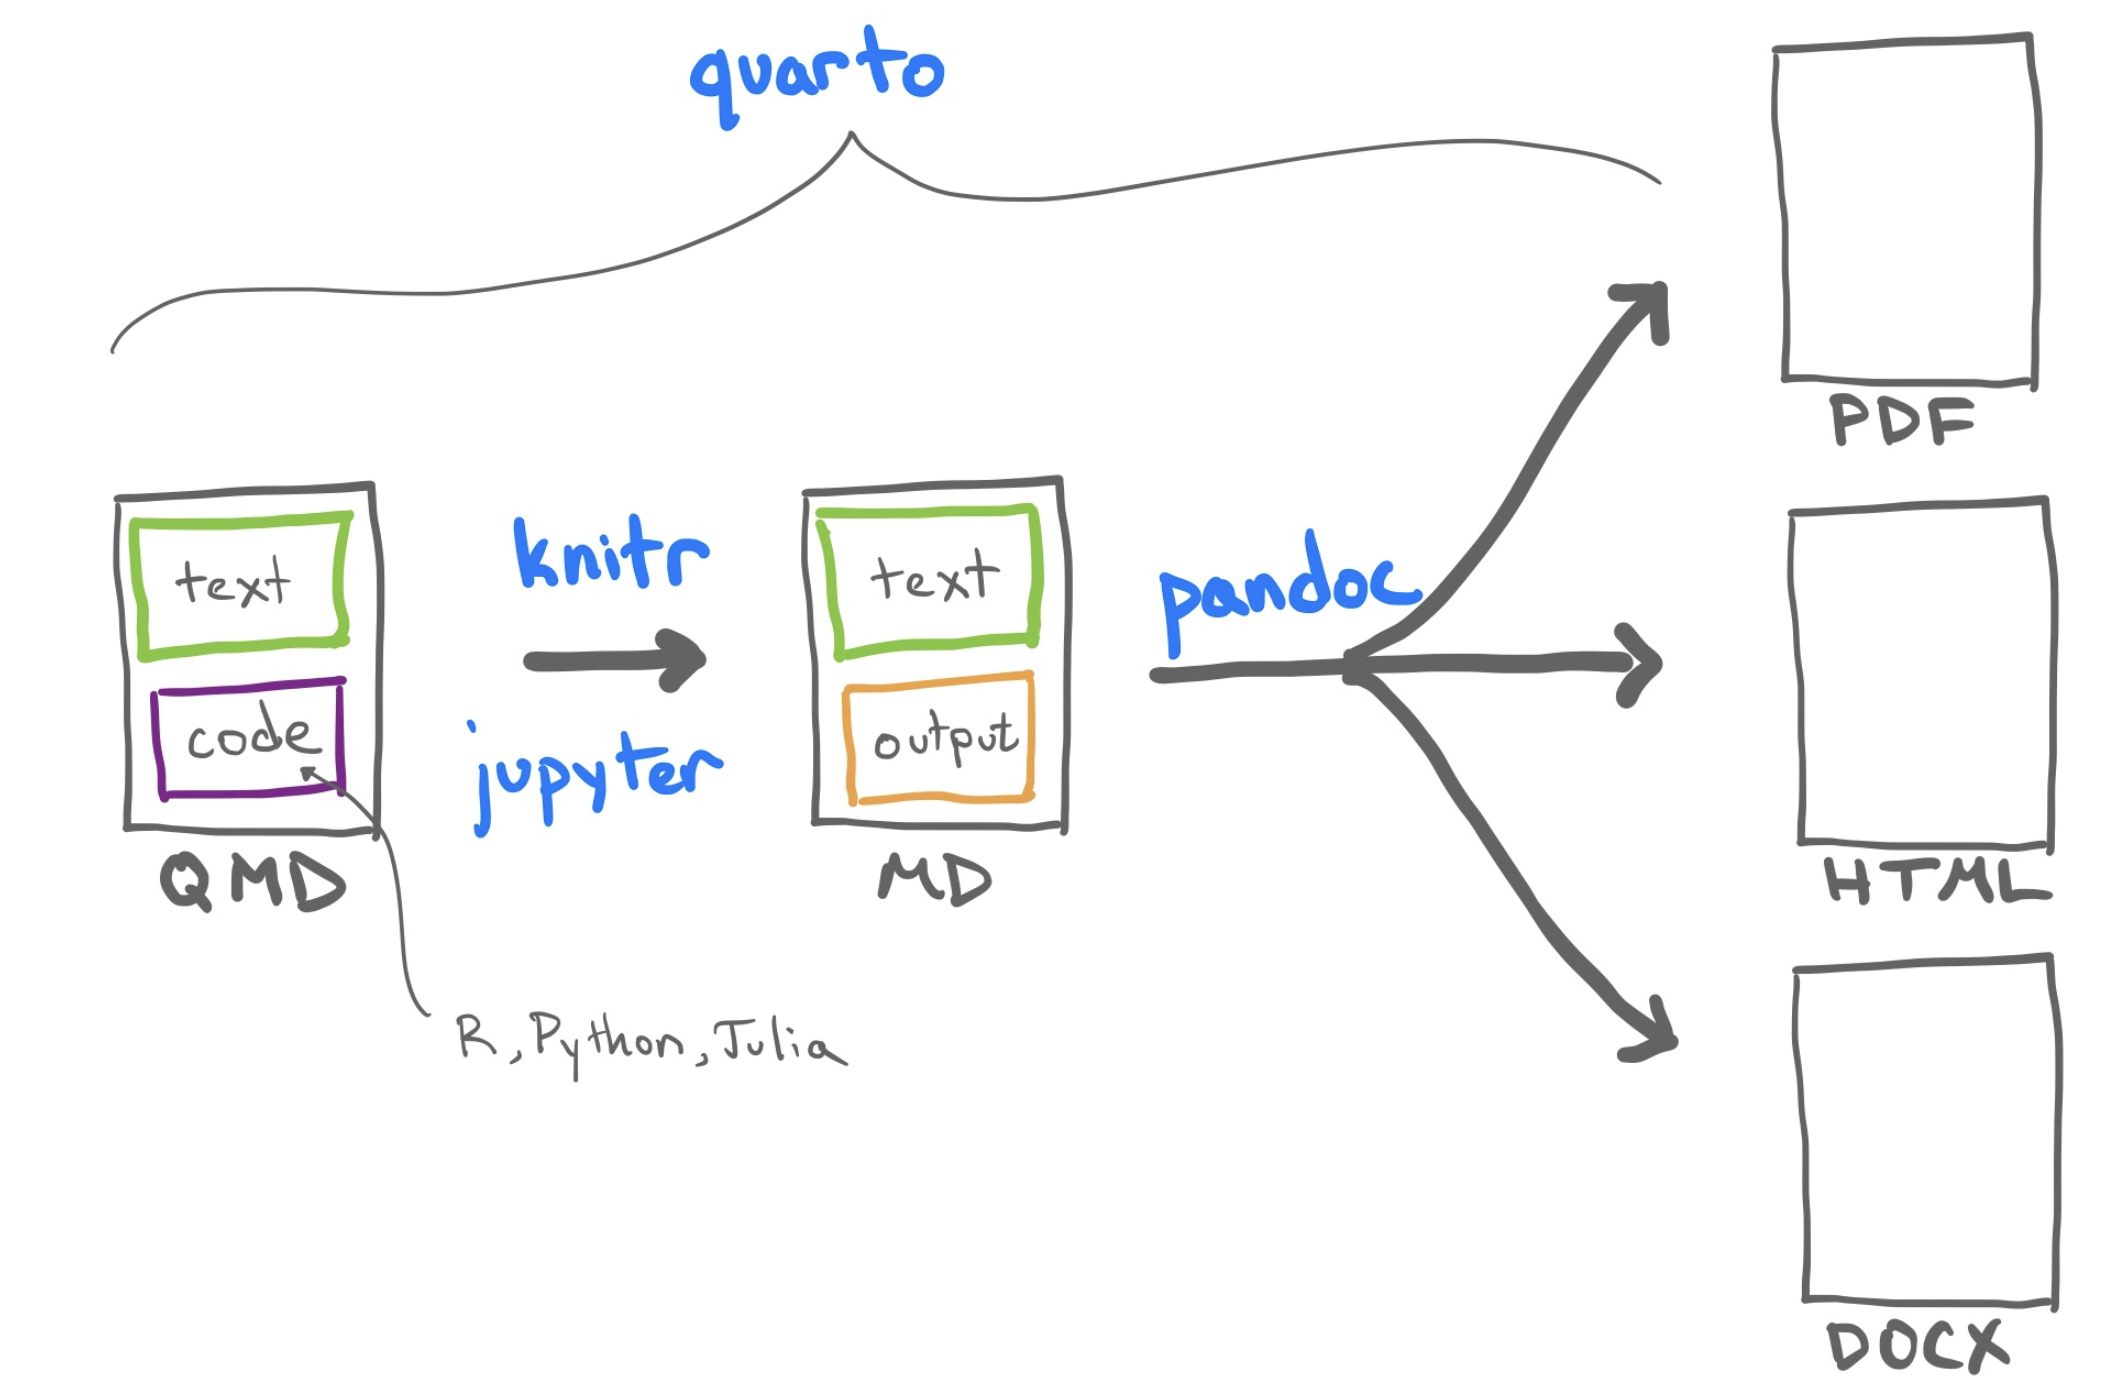 quarto
text
code
QMD
R, Python, Julia
knitr
jupyter
text
output
MD
pandoc
PDF
HTML
DOCX